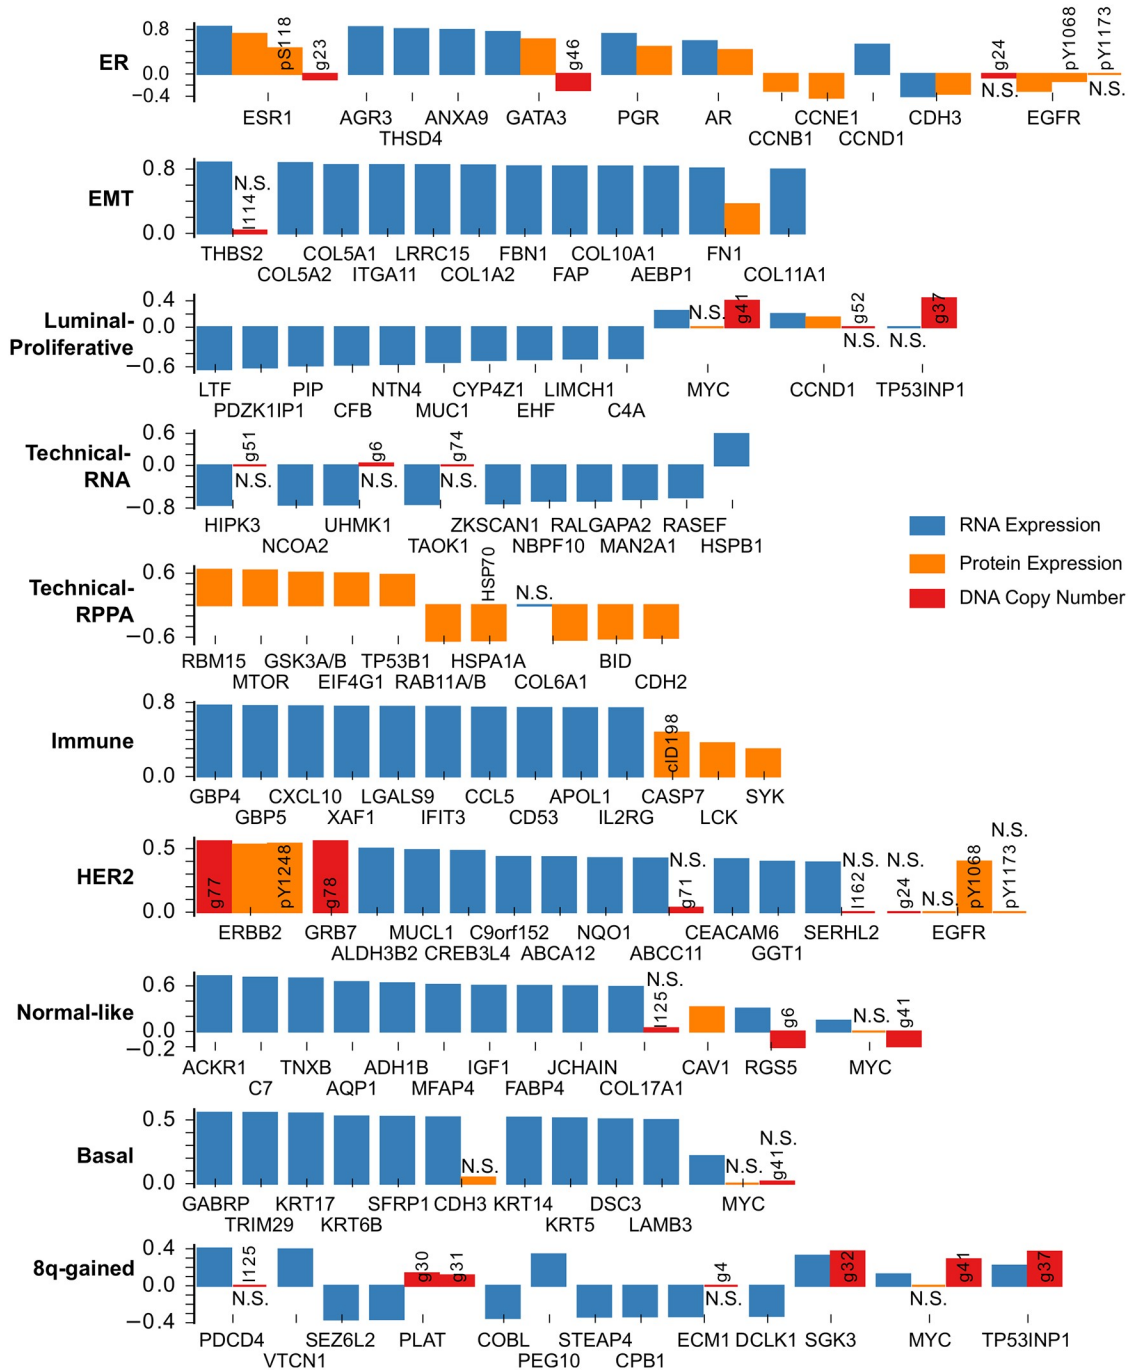 ER
0.8
0.0
−0.4
pS118
g23
g46
g24
N.S.
pY1068
pY1173
N.S.
ESR1
AGR3
THSD4
ANXA9
GATA3
PGR
AR
CCNB1
CCNE1
CCND1
CDH3
EGFR
EMT
0.8
0.0
N.S.
I114
THBS2
COL5A2
COL5A1
ITGA11
LRRC15
COL1A2
FBN1
FAP
COL10A1
AEBP1
FN1
COL11A1
Luminal-
Proliferative
0.4
0.0
−0.6
N.S.
g41
g52
N.S.
N.S.
g37
LTF
PDZK1IP1
PIP
CFB
NTN4
MUC1
CYP4Z1
EHF
LIMCH1
C4A
MYC
CCND1
TP53INP1
Technical-
RNA
0.6
0.0
−0.8
g51
N.S.
g6
N.S.
g74
N.S.
HIPK3
NCOA2
UHMK1
TAOK1
ZKSCAN1
NBPF10
RALGAPA2
MAN2A1
RASEF
HSPB1
RNA Expression
Protein Expression
DNA Copy Number
Technical-
RPPA
0.6
−0.6
HSP70
N.S.
RBM15
MTOR
GSK3A/B
EIF4G1
TP53B1
RAB11A/B
HSPA1A
COL6A1
BID
CDH2
Immune
0.8
0.0
cID198
GBP4
GBP5
CXCL10
XAF1
LGALS9
IFIT3
CCL5
CD53
APOL1
IL2RG
CASP7
LCK
SYK
HER2
0.5
0.0
g77
pY1248
g78
N.S.
g71
N.S.
I162
N.S.
g24
N.S.
pY1068
N.S.
pY1173
ERBB2
GRB7
ALDH3B2
MUCL1
CREB3L4
C9orf152
ABCA12
NQO1
ABCC11
CEACAM6
GGT1
SERHL2
EGFR
Normal-like
0.6
0.0
−0.2
N.S.
I125
g6
N.S.
g41
ACKR1
C7
TNXB
AQP1
ADH1B
MFAP4
IGF1
FABP4
JCHAIN
COL17A1
CAV1
RGS5
MYC
Basal
0.5
0.0
N.S.
N.S.
N.S.
g41
GABRP
TRIM29
KRT17
KRT6B
SFRP1
CDH3
KRT14
KRT5
DSC3
LAMB3
MYC
8q-gained
0.4
0.0
−0.4
I125
N.S.
g30
g31
g4
N.S.
g32
N.S.
g41
g37
PDCD4
VTCN1
SEZ6L2
PLAT
COBL
PEG10
STEAP4
CPB1
ECM1
DCLK1
SGK3
MYC
TP53INP1